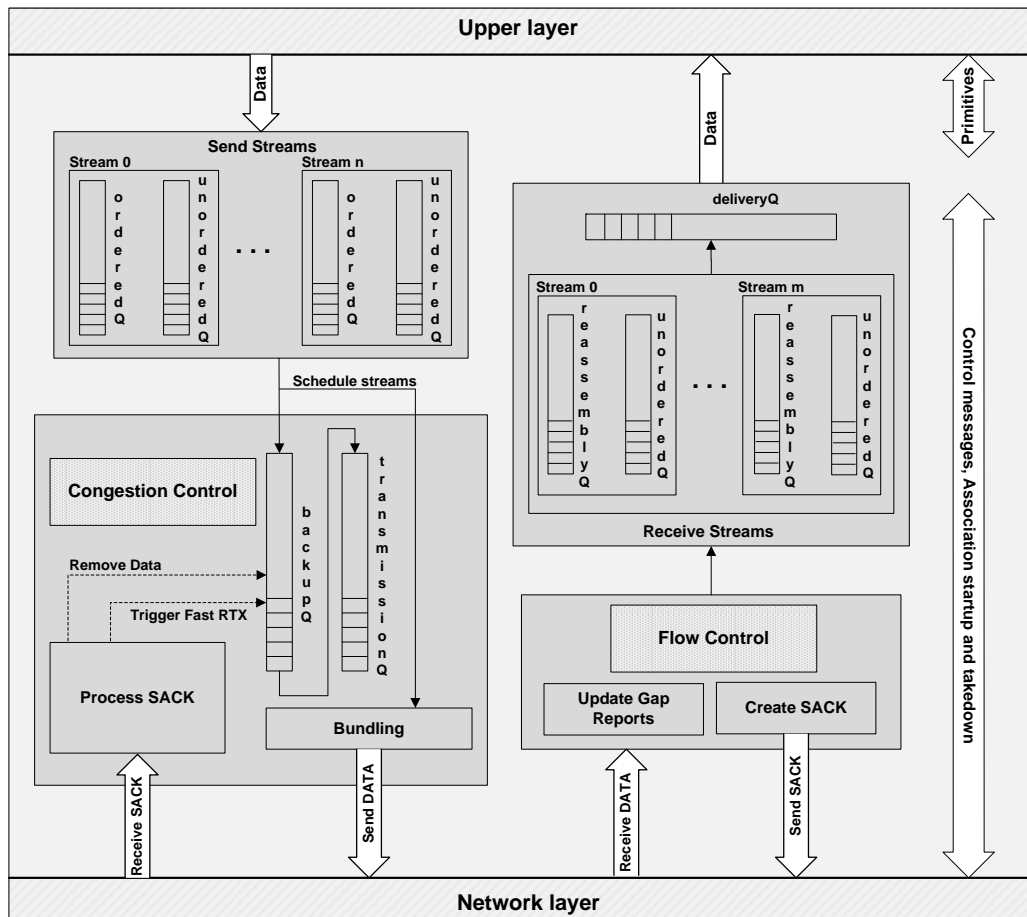 Upper layer
Data
Data
Primitives
Send Streams
Stream 0
Stream n
orderedQ
unorderedQ
. . .
orderedQ
unorderedQ
deliveryQ
Stream 0
Stream m
reassemblyQ
unorderedQ
. . .
reassemblyQ
unorderedQ
Receive Streams
Schedule streams
Congestion Control
backupQ
transmissionQ
Remove Data
Trigger Fast RTX
Process SACK
Bundling
Flow Control
Update Gap
Reports
Create SACK
Control messages, Association startup and takedown
Receive SACK
Send DATA
Receive DATA
Send SACK
Network layer